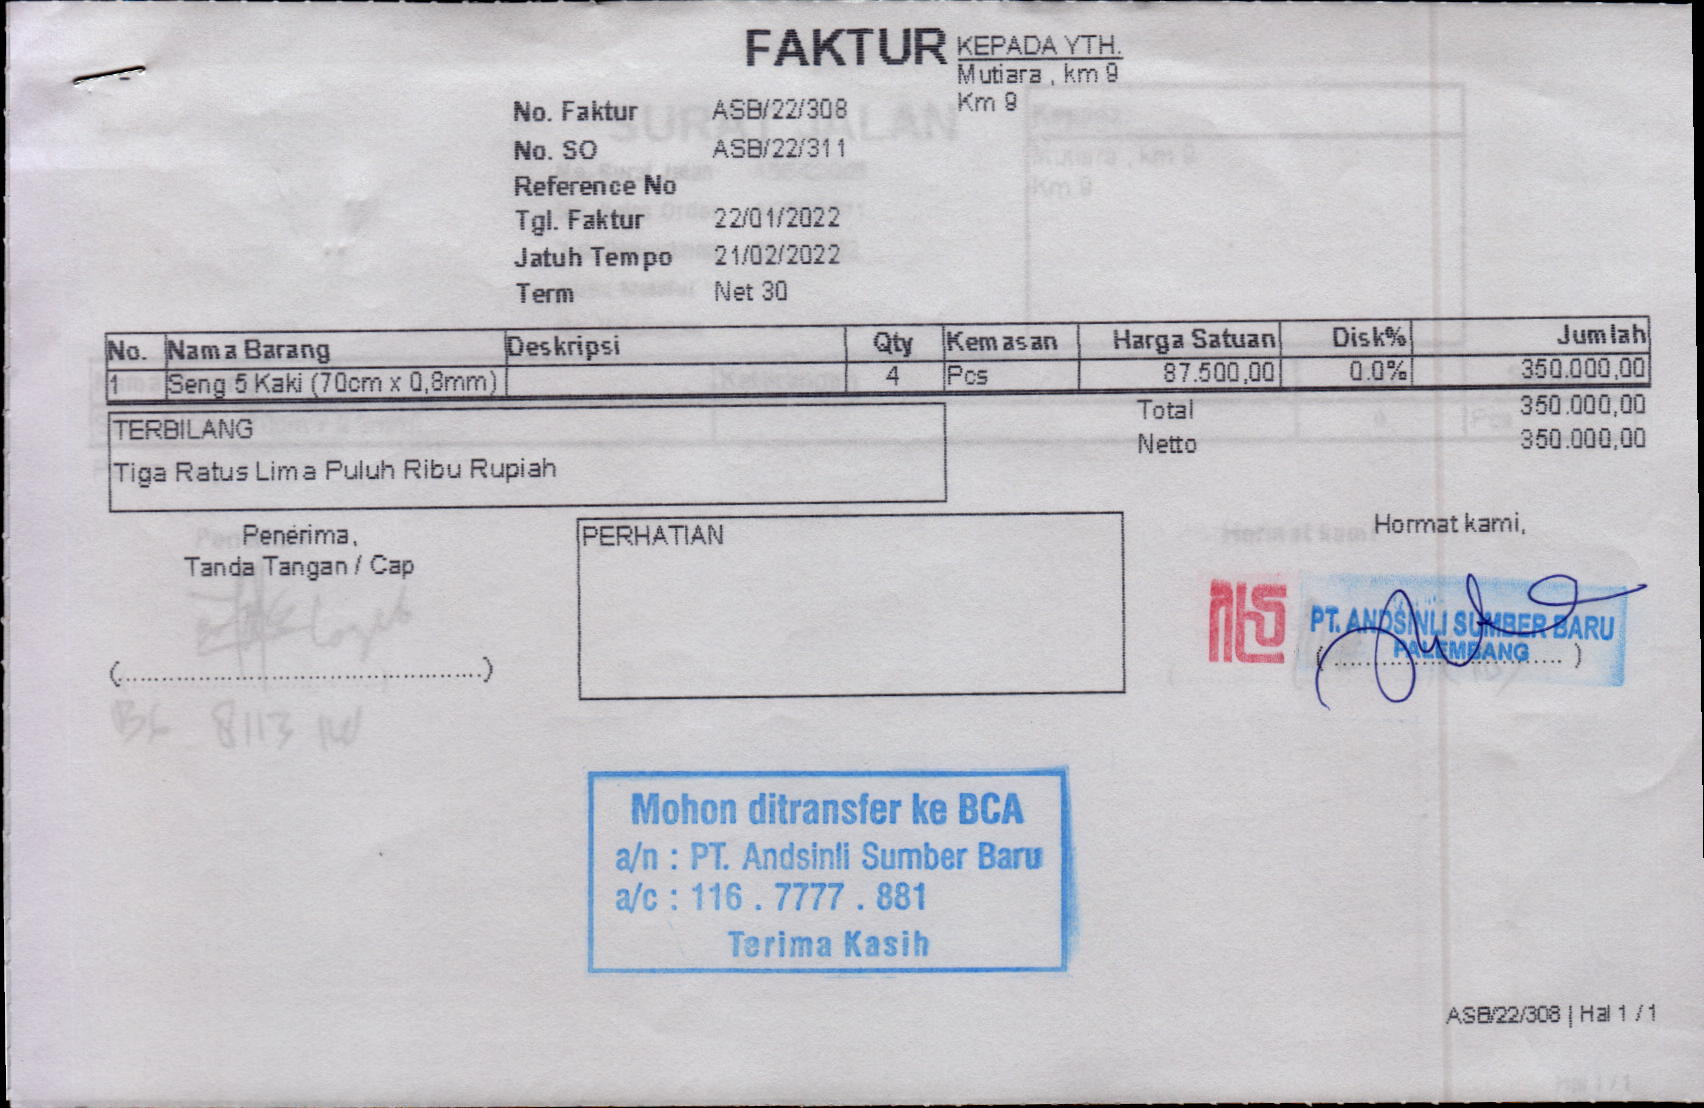 FAKTUR
KEPADA YTH.
Mutiara , km 9
Km 9
No. Faktur ASB/22/308
No. SO ASB/22/311
Reference No
Tgl. Faktur 22/01/2022
Jatuh Tempo 21/02/2022
Term Net 30
No. Nama Barang Deskripsi Qty Kemasan Harga Satuan Disk% Jumlah
1 Seng 5 Kaki (70cm x 0,8mm) 4 Pcs 87.500,00 0.0% 350.000,00
Total 350.000,00
Netto 350.000,00
TERBILANG
Tiga Ratus Lima Puluh Ribu Rupiah
Penerima,
Tanda Tangan / Cap
(..............................................)
PERHATIAN
Hormat kami,
PT. ANDSINLI SUMBER BARU
PALEMBANG
Mohon ditransfer ke BCA
a/n : PT. Andsinli Sumber Baru
a/c : 116 . 7777 . 881
Terima Kasih
ASB/22/308 | Hal 1 / 1